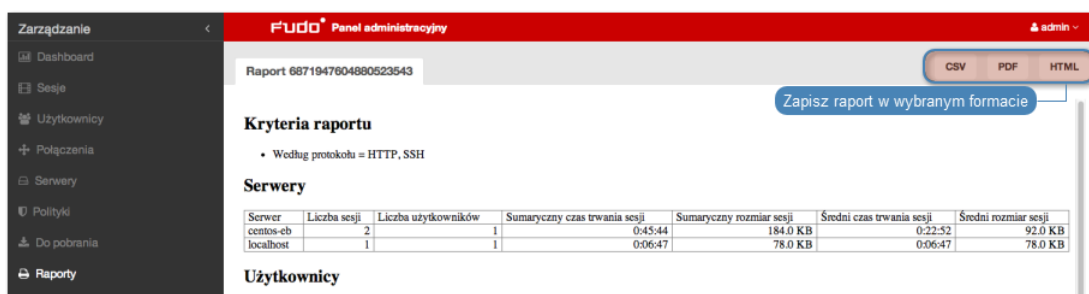 Zarządzanie <
FUDO Panel administracyjny
admin
Dashboard
Sesje
Użytkownicy
Połączenia
Serwery
Polityki
Do pobrania
Raporty
Raport 6871947604880523543
CSV PDF HTML
Zapisz raport w wybranym formacie
Kryteria raportu
• Według protokołu = HTTP, SSH
Serwery
Serwer Liczba sesji Liczba użytkowników Sumaryczny czas trwania sesji Sumaryczny rozmiar sesji Średni czas trwania sesji Średni rozmiar sesji
centos-eb 2 1 0:45:44 184.0 KB 0:22:52 92.0 KB
localhost 1 1 0:06:47 78.0 KB 0:06:47 78.0 KB
Użytkownicy